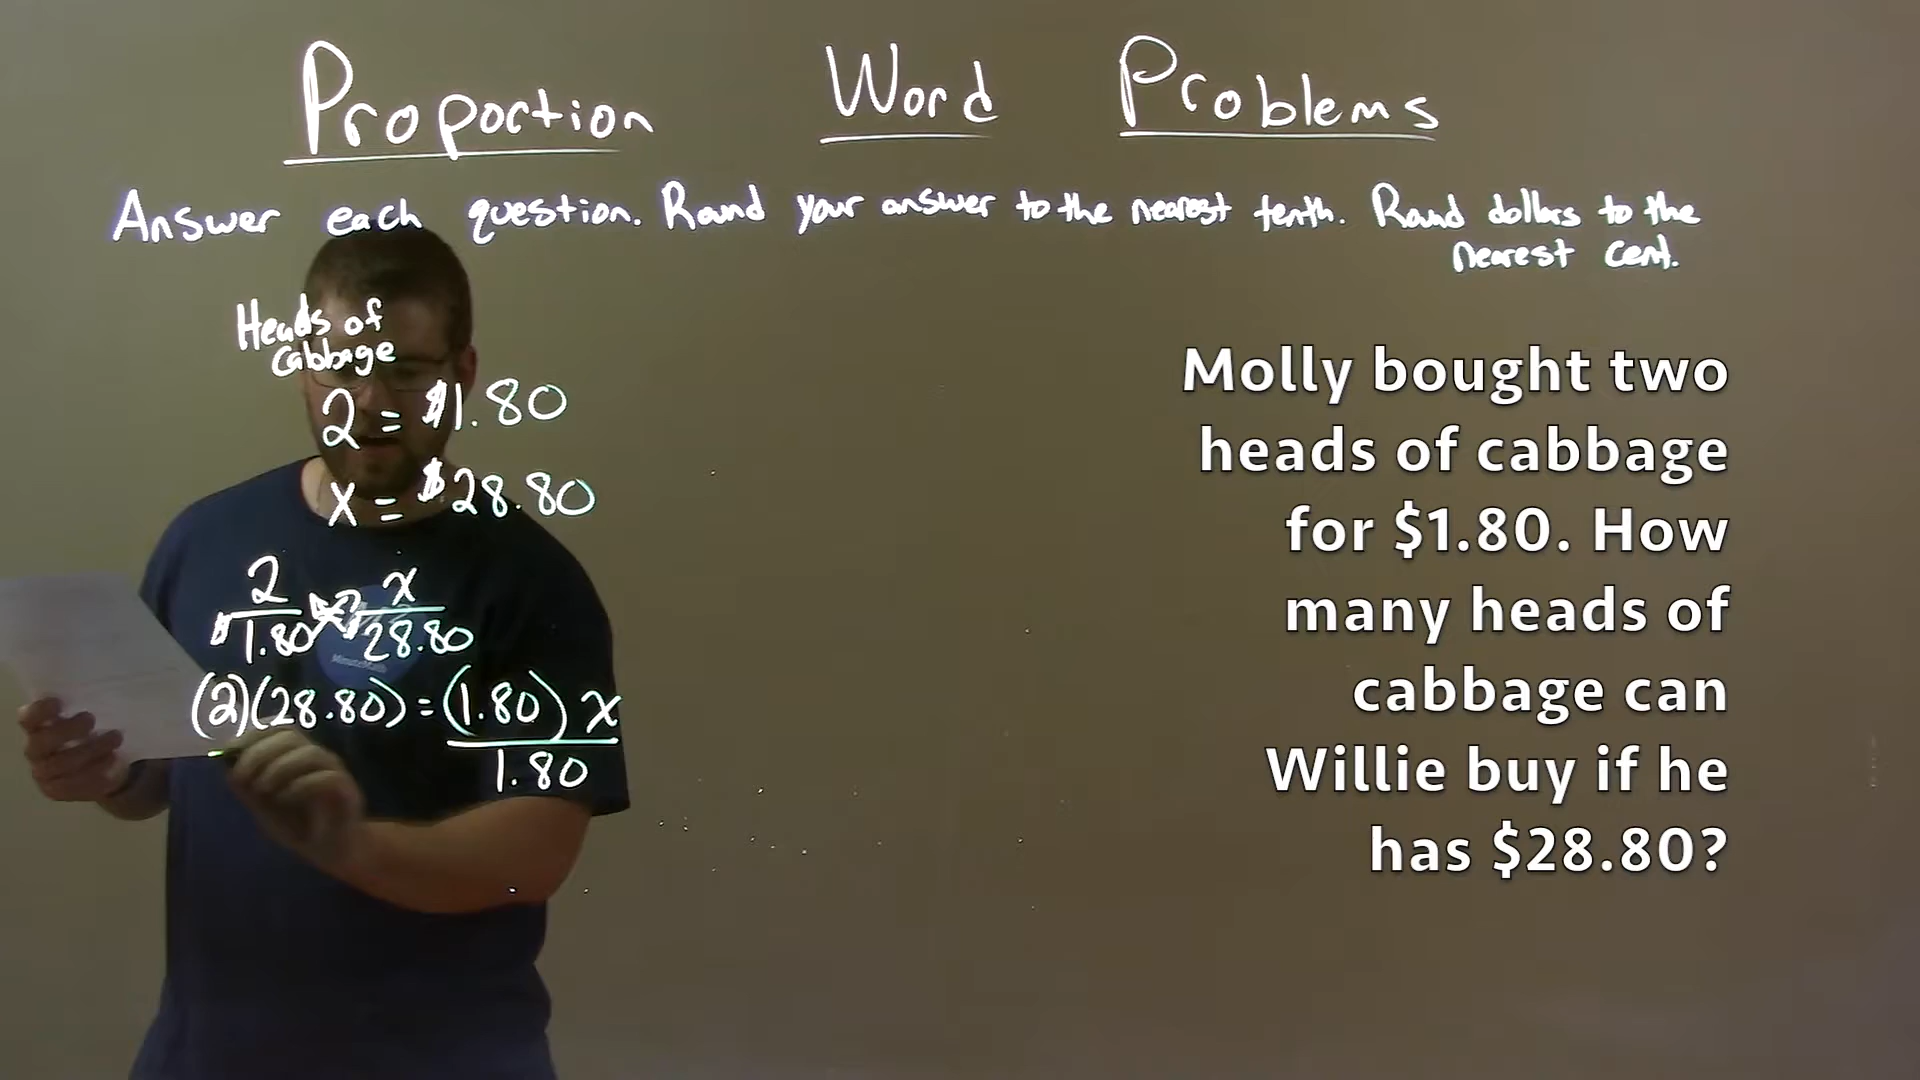 Proportion Word Problems
Answer each question. Round your answer to the nearest tenth. Round dollars to the
nearest cent.
Heads of
Cabbage
2 = $1.80
x = $28.80
2 x
$1.80 $28.80
(2)(28.80) = (1.80) x
1.80
MinuteMath
Molly bought two
heads of cabbage
for $1.80. How
many heads of
cabbage can
Willie buy if he
has $28.80?